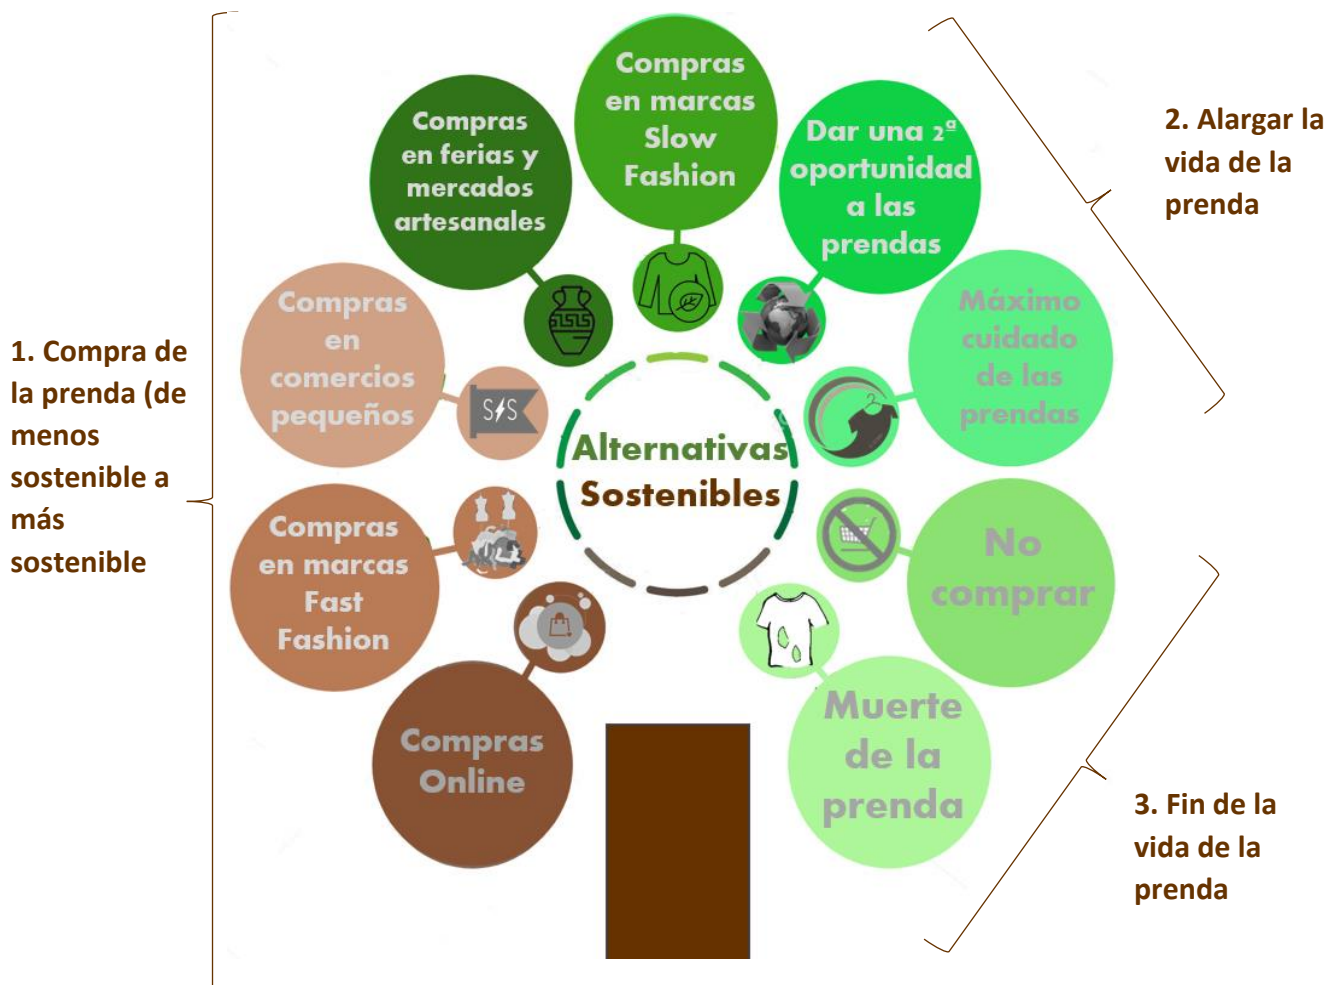 1. Compra de
la prenda (de
menos
sostenible a
más
sostenible
Compras
Online
Compras
en marcas
Fast
Fashion
Compras
en
comercios
pequeños
S S
Compras
en ferias y
mercados
artesanales
Compras
en marcas
Slow
Fashion
Dar una 2ª
oportunidad
a las
prendas
Máximo
cuidado
de las
prendas
No
comprar
Muerte
de la
prenda
Alternativas
Sostenibles
2. Alargar la
vida de la
prenda
3. Fin de la
vida de la
prenda